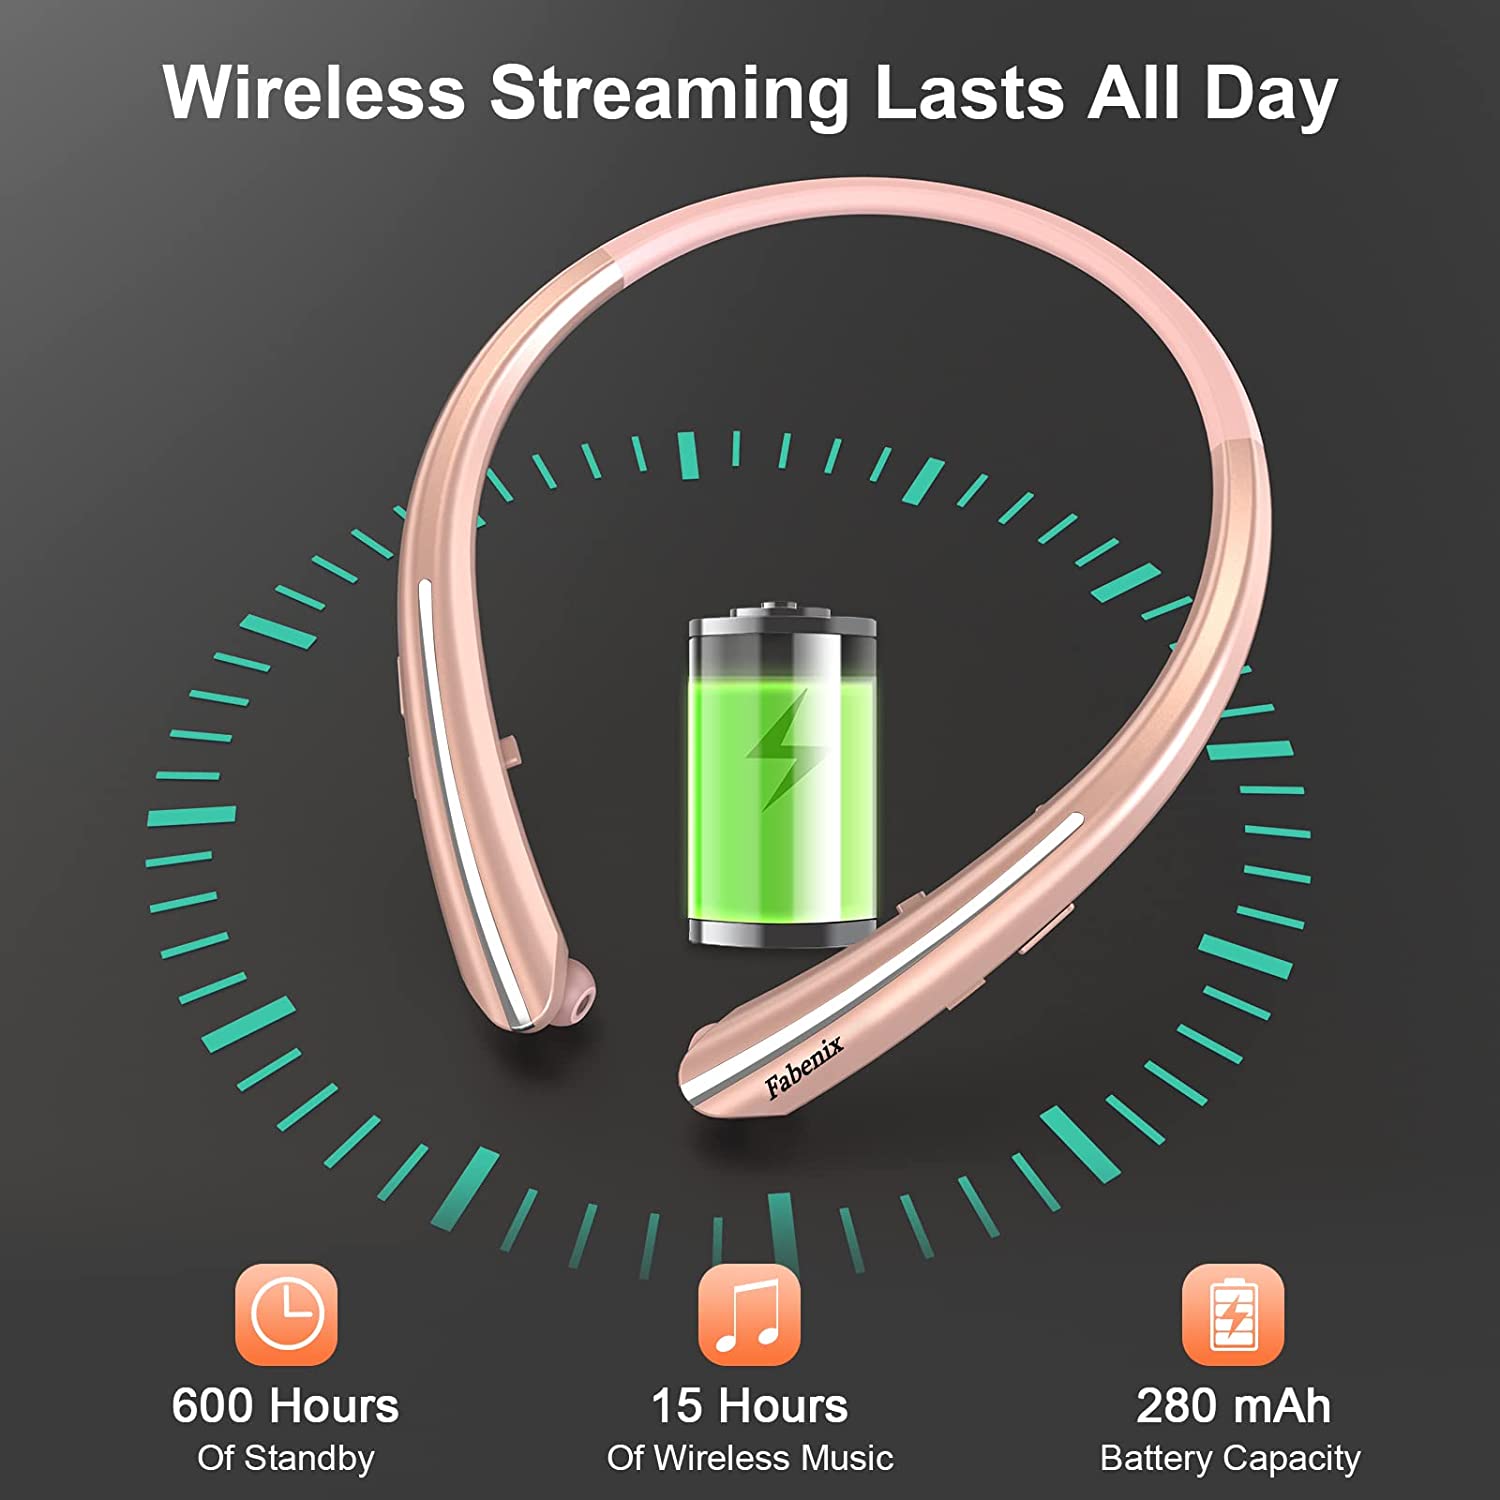 Wireless Streaming Lasts All Day
Fabenix
600 Hours
Of Standby
15 Hours
Of Wireless Music
280 mAh
Battery Capacity